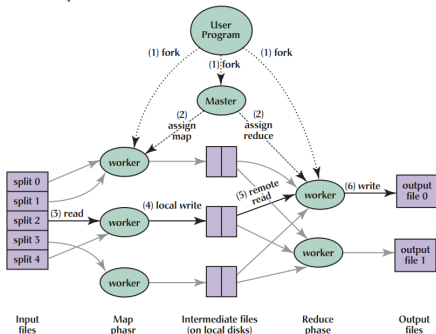 User
Program
(1) fork
(1) fork
(1) fork
Master
(2)
assign
map
(2)
assign
reduce
worker
split 0
split 1
split 2
split 3
split 4
(3) read
worker
(4) local write
(5) remote
read
worker
(6) write
output
file 0
worker
output
file 1
worker
Input
files
Map
phasr
Intermediate files
(on local disks)
Reduce
phase
Output
files